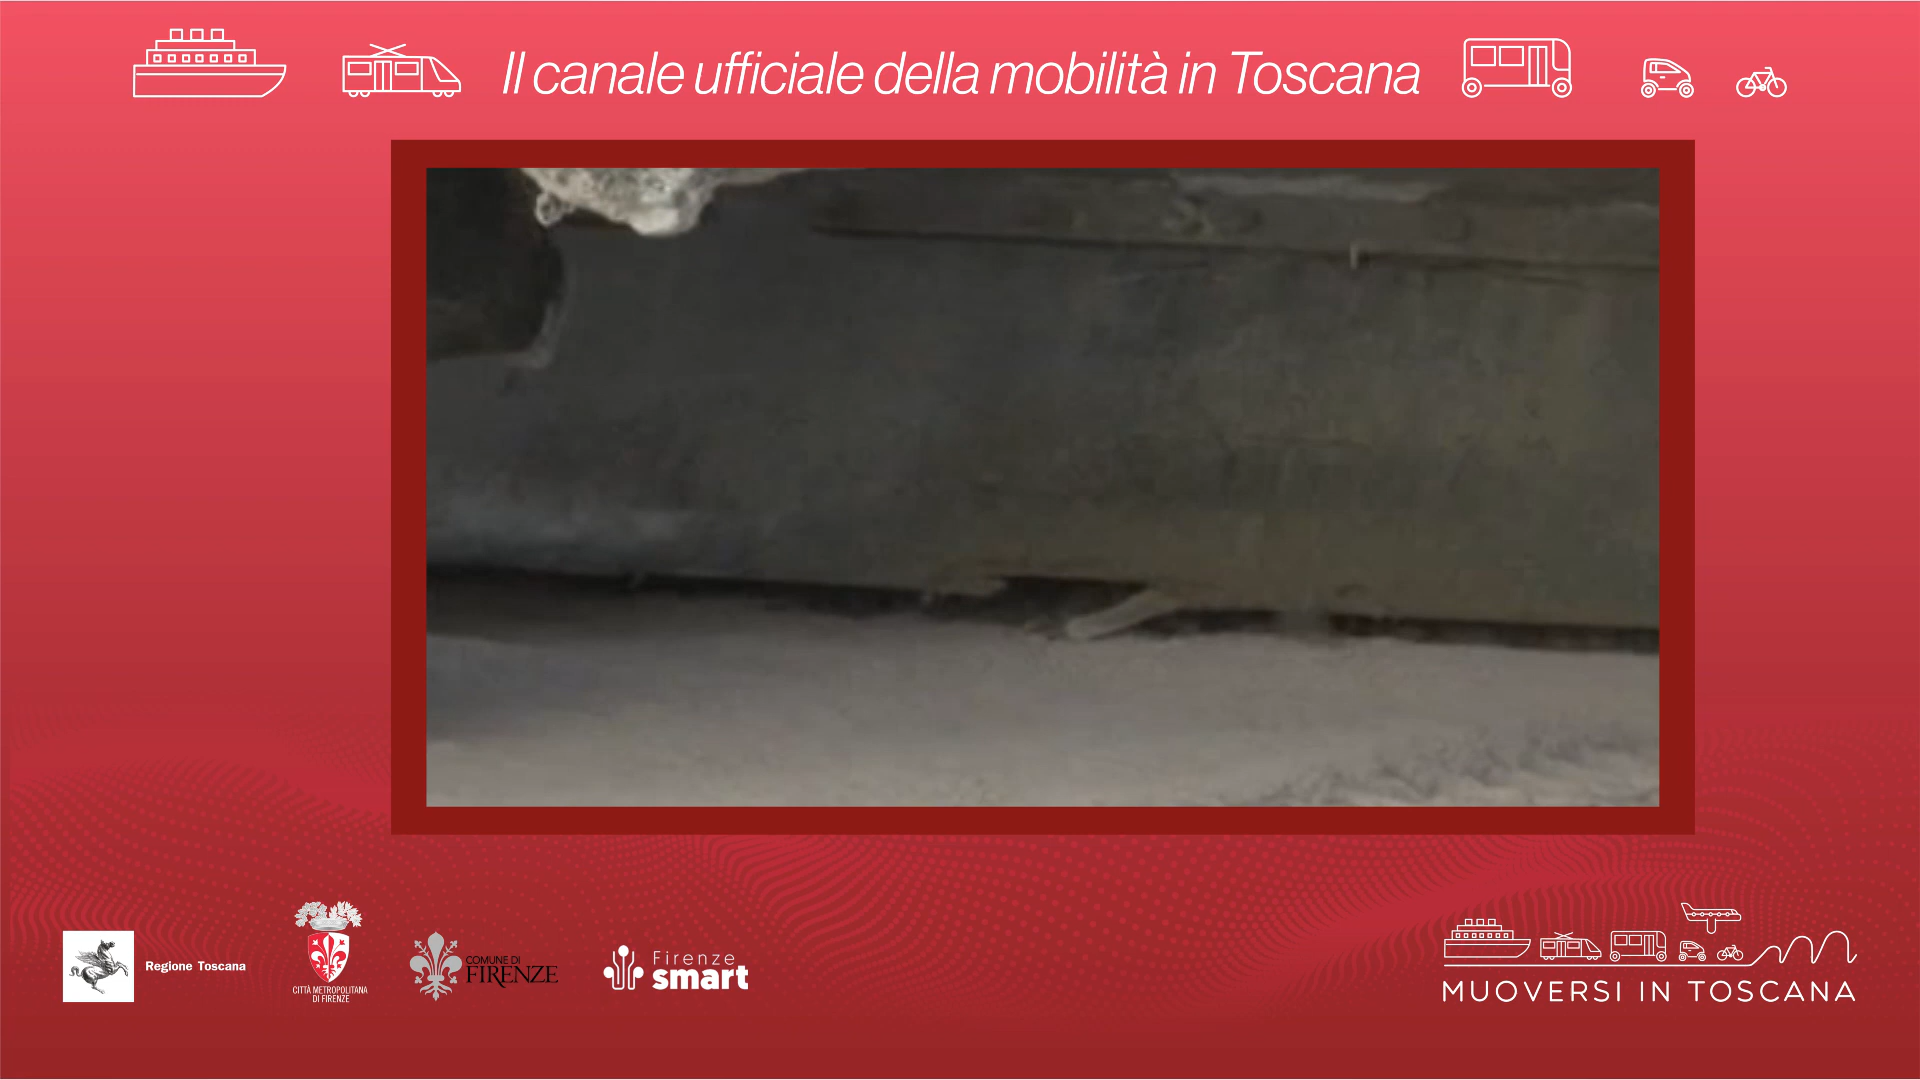 Il canale ufficiale della mobilità in Toscana
Regione Toscana
CITTÀ METROPOLITANA
DI FIRENZE
COMUNE DI
FIRENZE
Firenze
smart
MUOVERSI IN TOSCANA